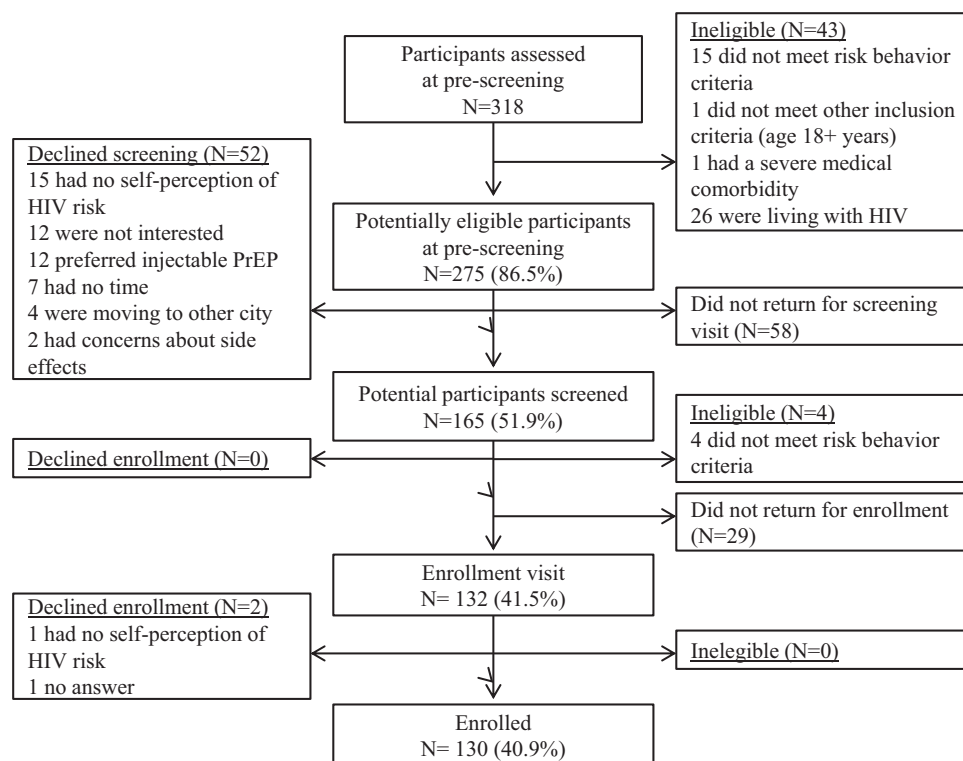 Participants assessed
at pre-screening
N=318
Ineligible (N=43)
15 did not meet risk behavior
criteria
1 did not meet other inclusion
criteria (age 18+ years)
1 had a severe medical
comorbidity
26 were living with HIV
Declined screening (N=52)
15 had no self-perception of
HIV risk
12 were not interested
12 preferred injectable PrEP
7 had no time
4 were moving to other city
2 had concerns about side
effects
Potentially eligible participants
at pre-screening
N=275 (86.5%)
Did not return for screening
visit (N=58)
Potential participants screened
N=165 (51.9%)
Ineligible (N=4)
4 did not meet risk behavior
criteria
Declined enrollment (N=0)
Did not return for enrollment
(N=29)
Enrollment visit
N= 132 (41.5%)
Declined enrollment (N=2)
1 had no self-perception of
HIV risk
1 no answer
Inelegible (N=0)
Enrolled
N= 130 (40.9%)